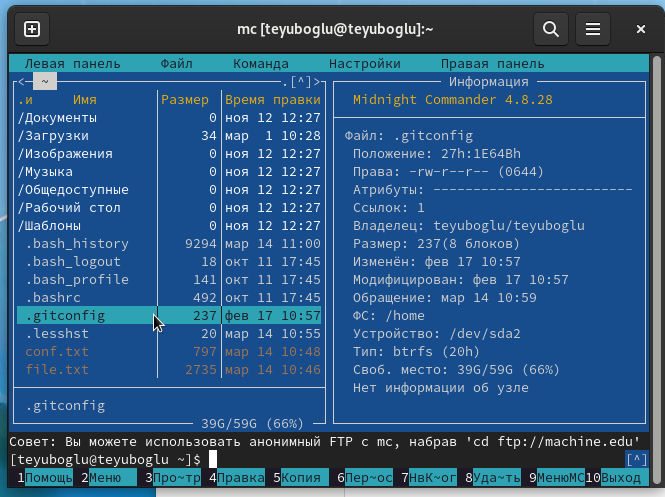 mc [teyuboglu@teyuboglu]:~
Левая панель Файл Команда Настройки Правая панель
<─ ~ .[^]>
.и Имя Размер Время правки
/Документы 0 ноя 12 12:27
/Загрузки 34 мар 1 10:28
/Изображения 0 ноя 12 12:27
/Музыка 0 ноя 12 12:27
/Общедоступные 0 ноя 12 12:27
/Рабочий стол 0 ноя 12 12:27
/Шаблоны 0 ноя 12 12:27
.bash_history 9294 мар 14 11:00
.bash_logout 18 окт 11 17:45
.bash_profile 141 окт 11 17:45
.bashrc 492 окт 11 17:45
.gitconfig 237 фев 17 10:57
.lesshst 20 мар 14 10:55
conf.txt 797 мар 14 10:48
file.txt 2735 мар 14 10:46
.gitconfig
39G/59G (66%)
Информация
Midnight Commander 4.8.28
Файл: .gitconfig
Положение: 27h:1E64Bh
Права: -rw-r--r-- (0644)
Атрибуты: -------------------------
Ссылок: 1
Владелец: teyuboglu/teyuboglu
Размер: 237(8 блоков)
Изменён: фев 17 10:57
Модифицирован: фев 17 10:57
Обращение: мар 14 10:59
ФС: /home
Устройство: /dev/sda2
Тип: btrfs (20h)
Своб. место: 39G/59G (66%)
Нет информации об узле
Совет: Вы можете использовать анонимный FTP с mc, набрав 'cd ftp://machine.edu'
[teyuboglu@teyuboglu ~]$ [^]
1Помощь 2Меню 3Про~тр 4Правка 5Копия 6Пер~ос 7НвК~ог 8Уда~ть 9МенюMC 10Выход